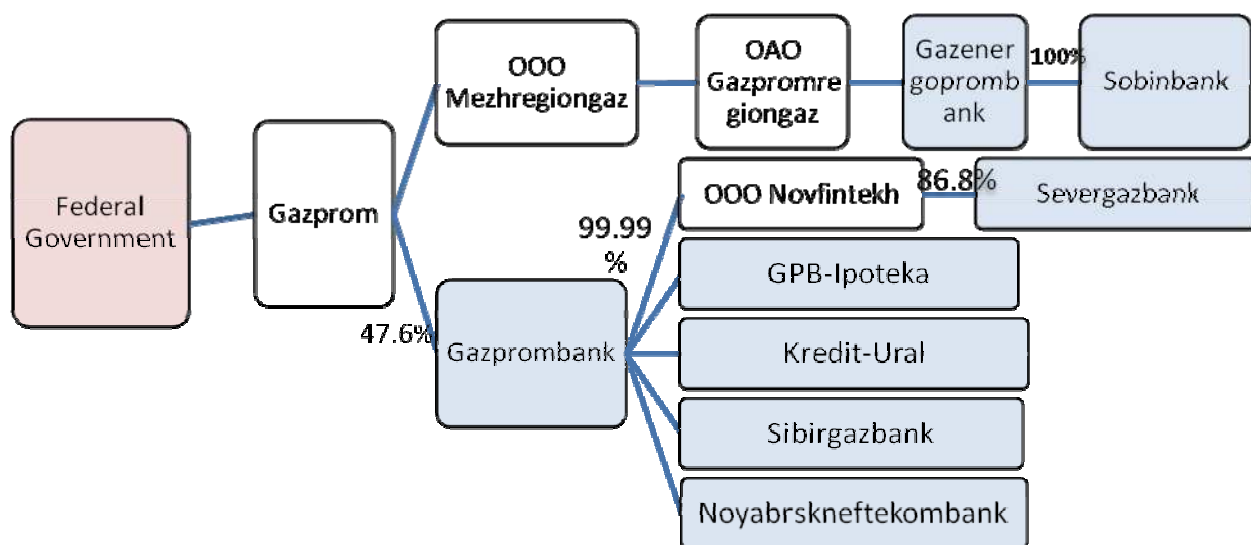 Federal
Government
Gazprom
OOO
Mezhregiongaz
OAO
Gazpromre
giongaz
Gazener
gopromb
ank
100%
Sobinbank
47.6%
Gazprombank
99.99
%
OOO Novfintekh
86.8%
Severgazbank
GPB-Ipoteka
Kredit-Ural
Sibirgazbank
Noyabrskneftekombank